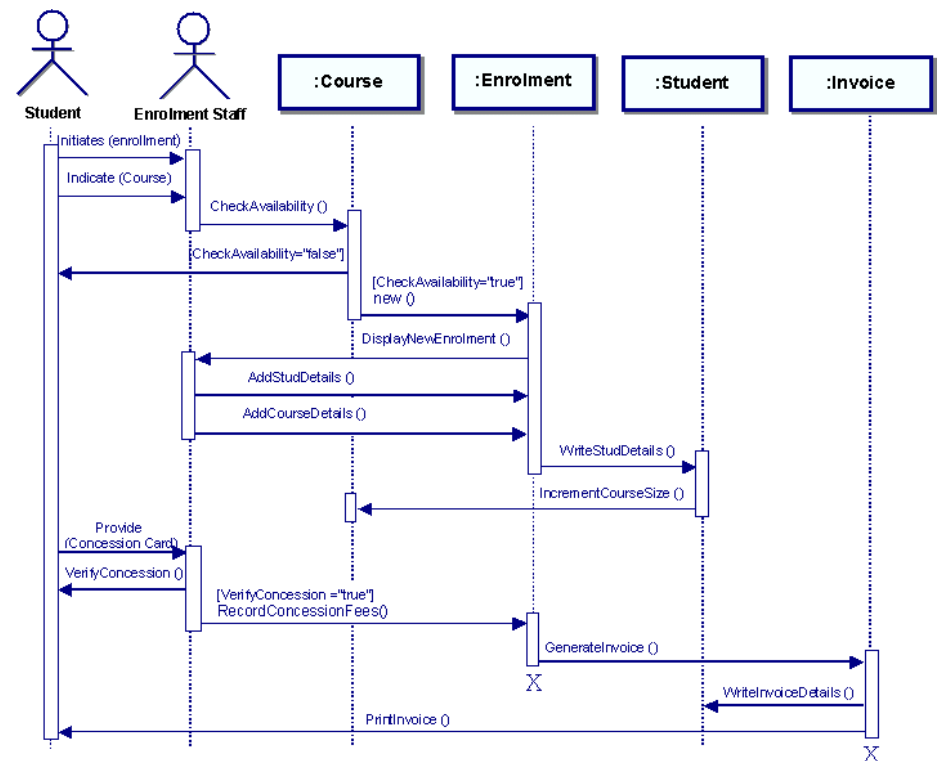 Student
Enrolment Staff
:Course
:Enrolment
:Student
:Invoice
Initiates (enrollment)
Indicate (Course)
CheckAvailability ()
[CheckAvailability="false"]
[CheckAvailability="true"]
new ()
DisplayNewEnrolment ()
AddStudDetails ()
AddCourseDetails ()
WriteStudDetails ()
IncrementCourseSize ()
Provide
(Concession Card)
VerifyConcession ()
[VerifyConcession ="true"]
RecordConcessionFees()
GenerateInvoice ()
X
WriteInvoiceDetails ()
PrintInvoice ()
X